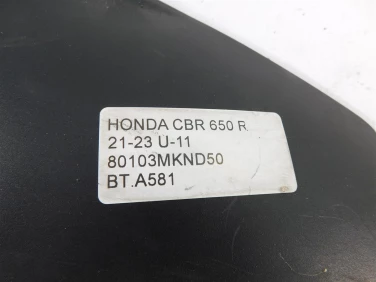 HONDA CBR 650 R
21-23 U-11
80103MKND50
BT.A581